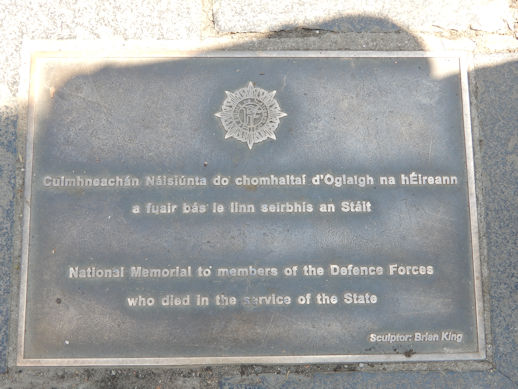 Cuimhneachán Náisiúnta do chomhaltaí d'Óglaigh na hÉireann
a fuair bás le linn seirbhís an Stáit
National Memorial to members of the Defence Forces
who died in the service of the State
Sculptor: Brian King